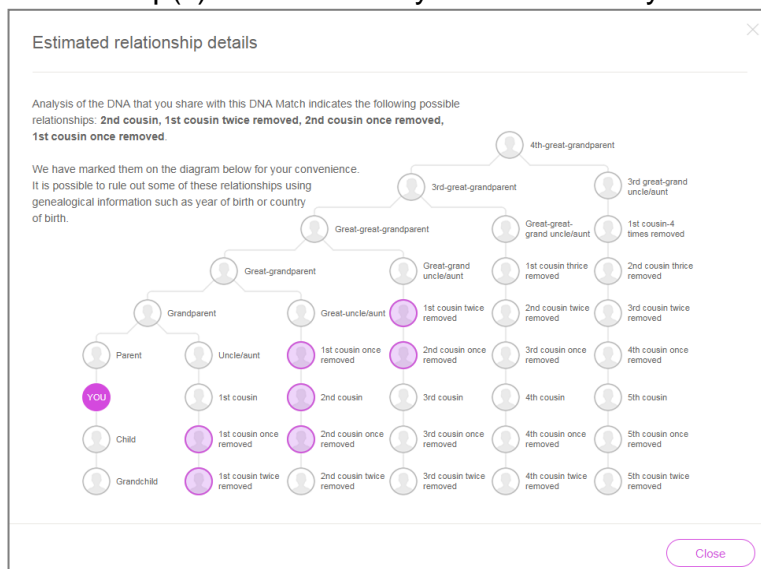 Estimated relationship details
Analysis of the DNA that you share with this DNA Match indicates the following possible
relationships: 2nd cousin, 1st cousin twice removed, 2nd cousin once removed,
1st cousin once removed.
We have marked them on the diagram below for your convenience.
It is possible to rule out some of these relationships using
genealogical information such as year of birth or country
of birth.
4th-great-grandparent
3rd-great-grandparent
3rd great-grand
uncle/aunt
Great-great-grandparent
Great-great-
grand uncle/aunt
1st cousin-4
times removed
Great-grandparent
Great-grand
uncle/aunt
1st cousin thrice
removed
2nd cousin thrice
removed
Grandparent
Great-uncle/aunt
1st cousin twice
removed
2nd cousin twice
removed
3rd cousin twice
removed
Parent
Uncle/aunt
1st cousin once
removed
2nd cousin once
removed
3rd cousin once
removed
4th cousin once
removed
YOU
1st cousin
2nd cousin
3rd cousin
4th cousin
5th cousin
Child
1st cousin once
removed
2nd cousin once
removed
3rd cousin once
removed
4th cousin once
removed
5th cousin once
removed
Grandchild
1st cousin twice
removed
2nd cousin twice
removed
3rd cousin twice
removed
4th cousin twice
removed
5th cousin twice
removed
Close